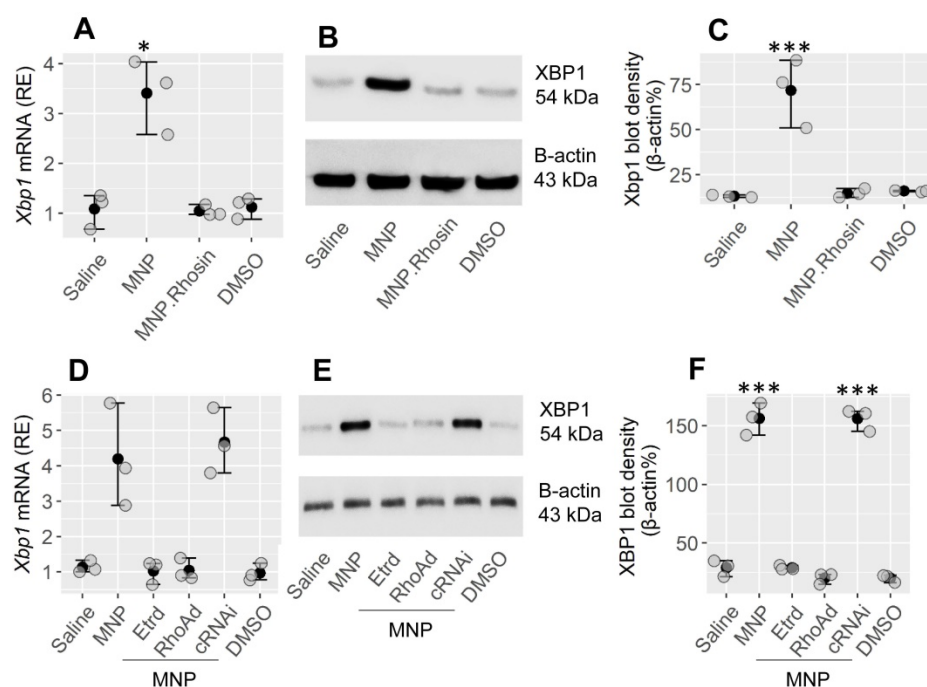 A
Xbp1 mRNA (RE)
*
4
3
2
1
Saline
MNP
MNP.Rhosin
DMSO
B
XBP1
54 kDa
B-actin
43 kDa
Saline
MNP
MNP.Rhosin
DMSO
C
Xbp1 blot density
(β-actin%)
***
75
50
25
Saline
MNP
MNP.Rhosin
DMSO
D
Xbp1 mRNA (RE)
6
5
4
3
2
1
Saline
MNP
Etrd
RhoAd
cRNAi
DMSO
MNP
E
XBP1
54 kDa
B-actin
43 kDa
Saline
MNP
Etrd
RhoAd
cRNAi
DMSO
MNP
F
XBP1 blot density
(β-actin%)
*** ***
150
100
50
Saline
MNP
Etrd
RhoAd
cRNAi
DMSO
MNP